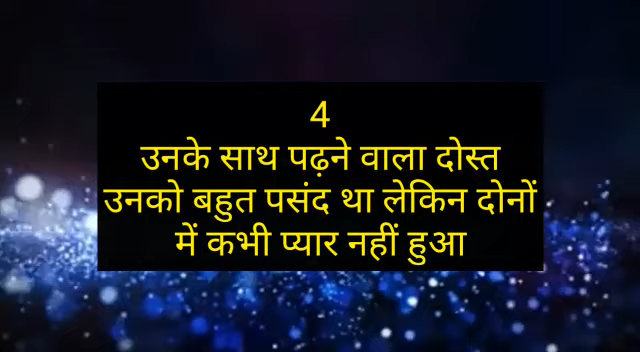 4
उनके साथ पढ़ने वाला दोस्त
उनको बहुत पसंद था लेकिन दोनों
में कभी प्यार नहीं हुआ